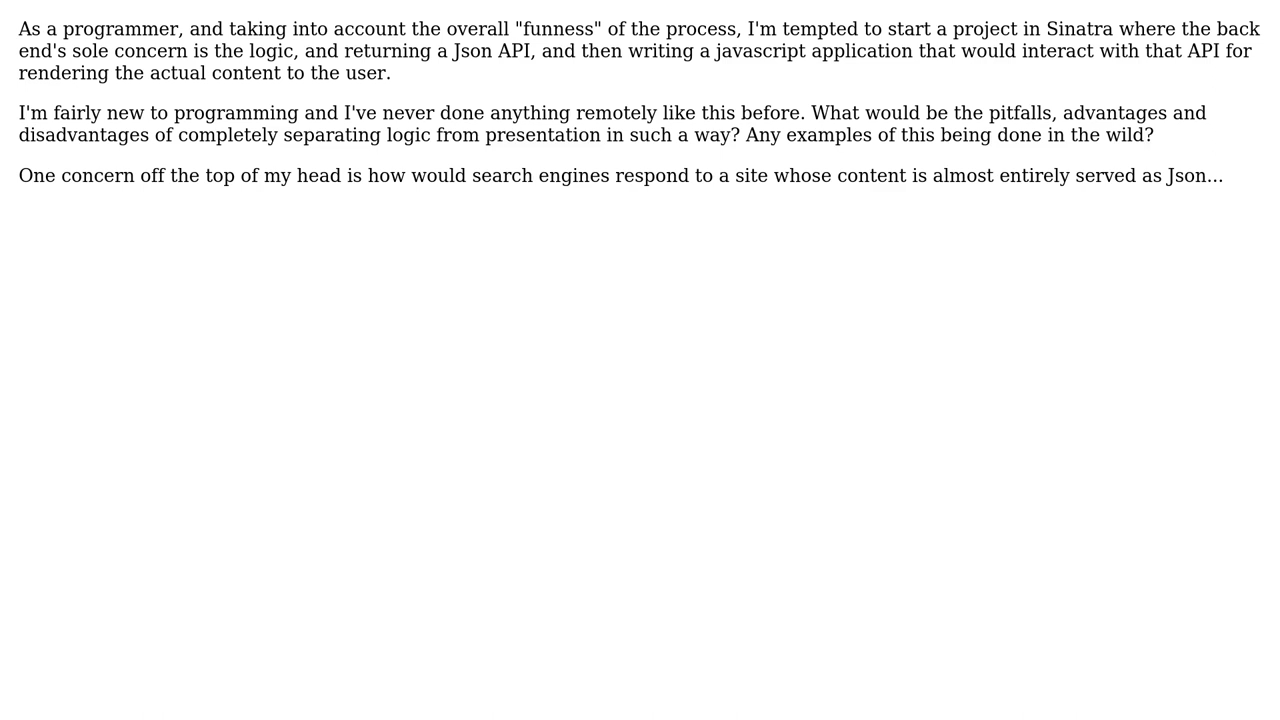 As a programmer, and taking into account the overall "funness" of the process, I'm tempted to start a project in Sinatra where the back
end's sole concern is the logic, and returning a Json API, and then writing a javascript application that would interact with that API for
rendering the actual content to the user.
I'm fairly new to programming and I've never done anything remotely like this before. What would be the pitfalls, advantages and
disadvantages of completely separating logic from presentation in such a way? Any examples of this being done in the wild?
One concern off the top of my head is how would search engines respond to a site whose content is almost entirely served as Json...